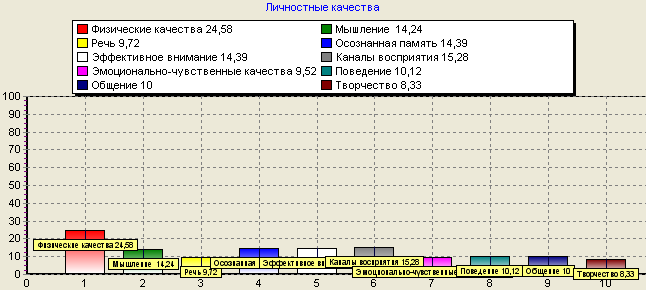 Личностные качества
Физические качества 24,58
Мышление 14,24
Речь 9,72
Осознанная память 14,39
Эффективное внимание 14,39
Каналы восприятия 15,28
Эмоционально-чувственные качества 9,52
Поведение 10,12
Общение 10
Творчество 8,33
100
90
80
70
60
50
40
30
20
10
0
Физические качества 24,58
Мышление 14,24
Речь 9,72
Осознанная
Эффективное
Каналы восприятия 15,28
Эмоционально-чувственные
Поведение 10,12
Общение 10
Творчество 8,33
0 1 2 3 4 5 6 7 8 9 10